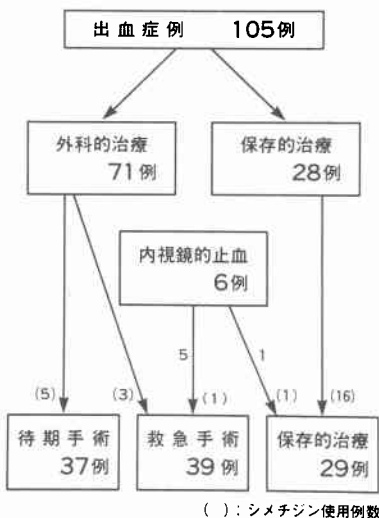 出血症例 105例
外科的治療
71例
保存的治療
28例
内視鏡的止血
6例
5 1
(5) (3) (1) (1) (16)
待期手術
37例
救急手術
39例
保存的治療
29例
( ):シメチジン使用例数